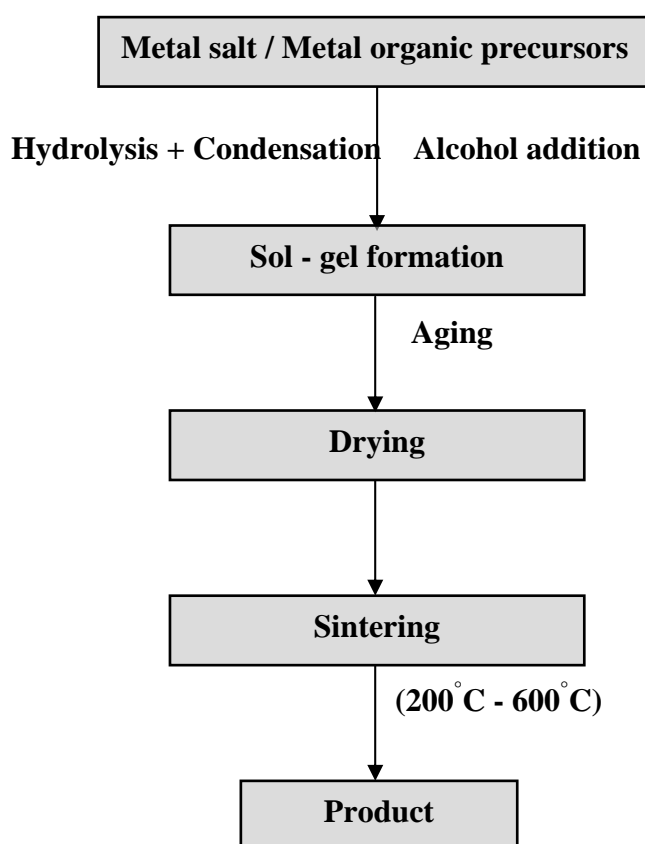 Metal salt / Metal organic precursors
Hydrolysis + Condensation Alcohol addition
Sol - gel formation
Aging
Drying
Sintering
(200°C - 600°C)
Product